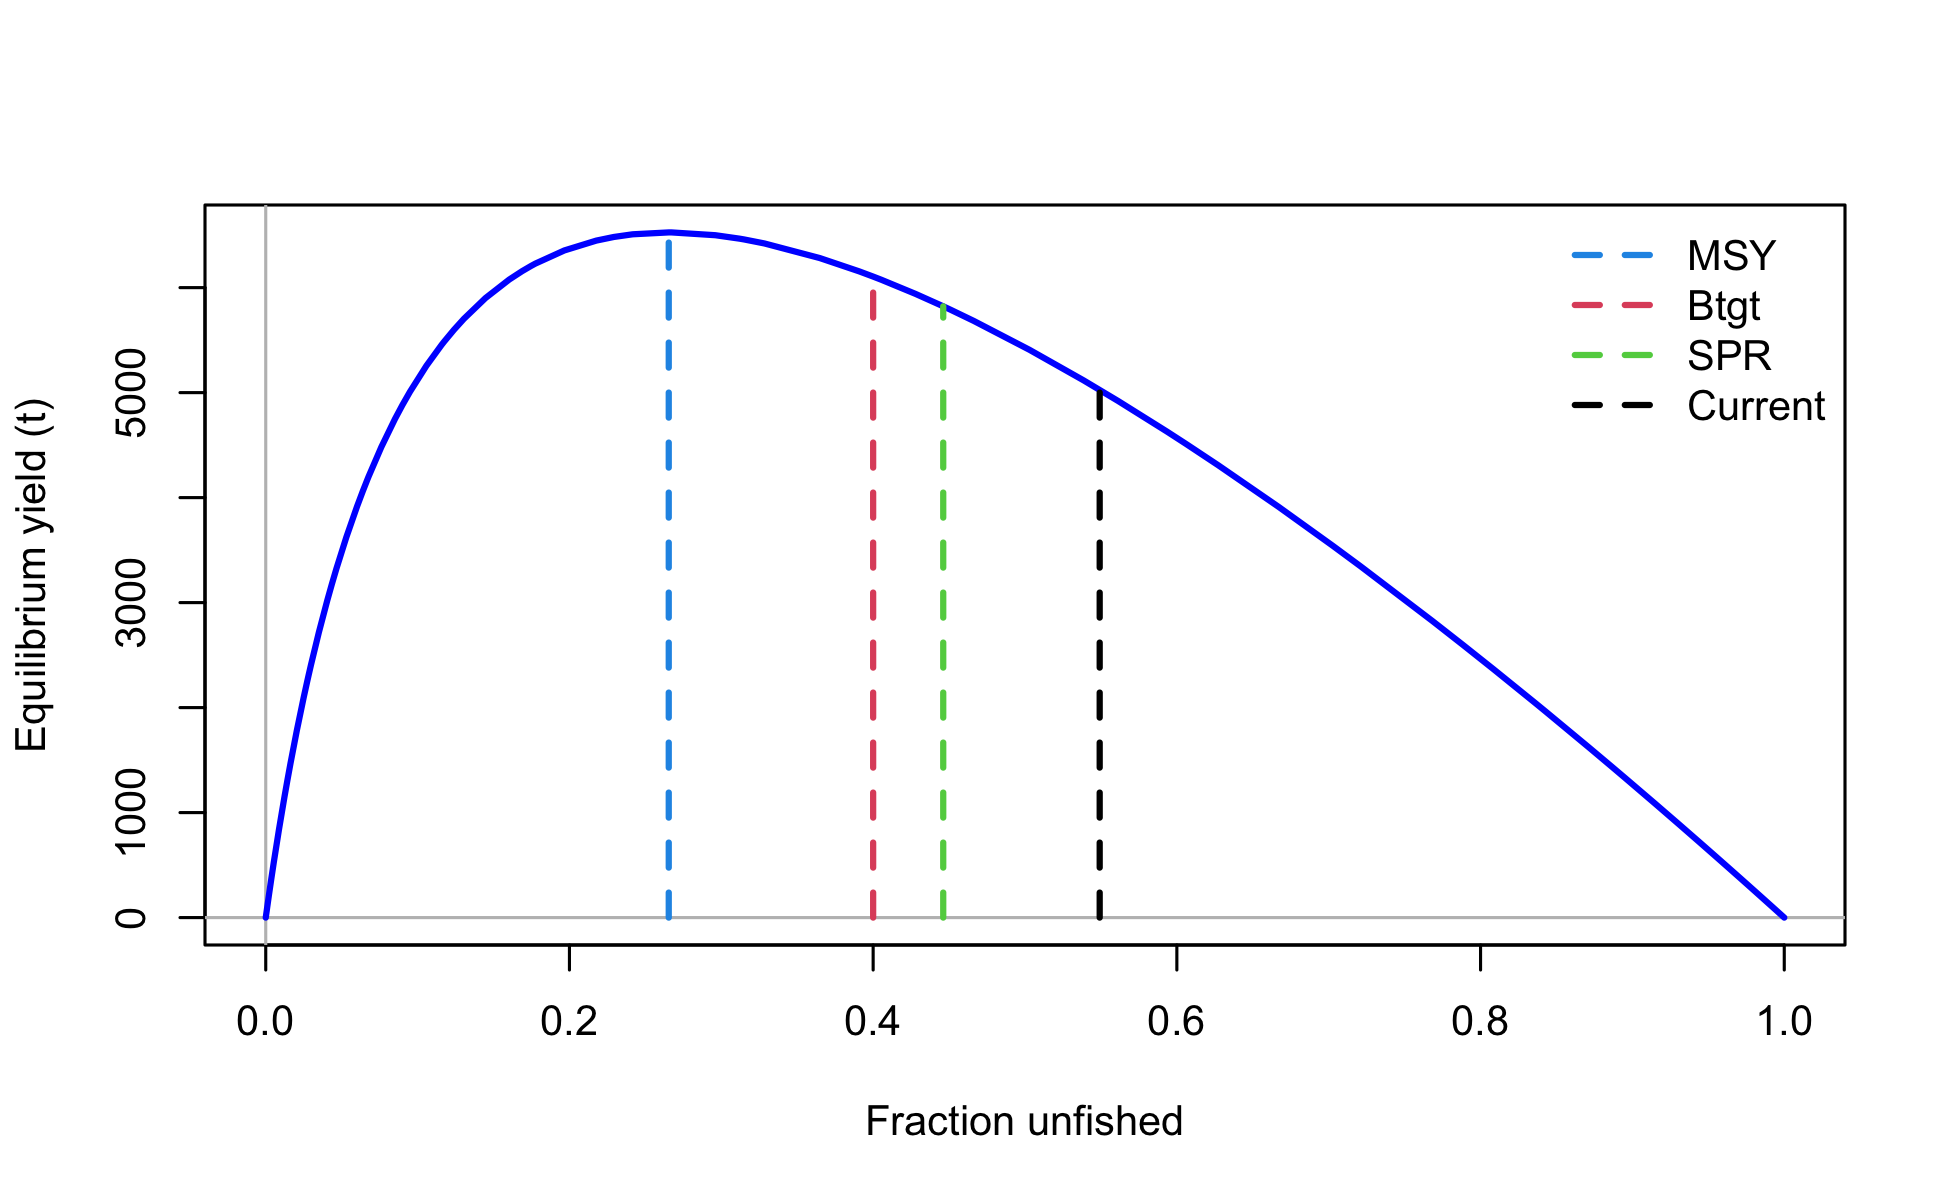 MSY
Btgt
SPR
Current
Equilibrium yield (t)
5000
3000
1000
0
0.0 0.2 0.4 0.6 0.8 1.0
Fraction unfished